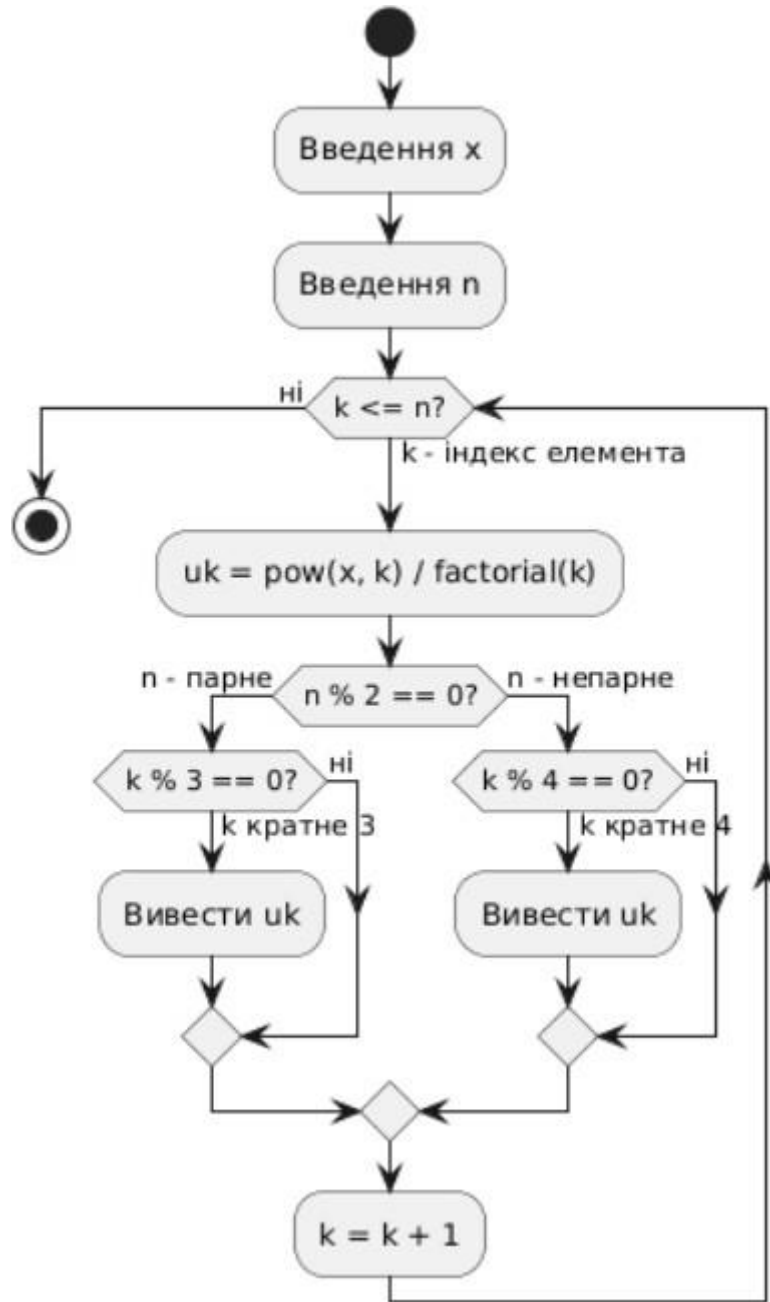 Введення x
Введення n
ні
k <= n?
k - індекс елемента
uk = pow(x, k) / factorial(k)
n - парне
n % 2 == 0?
n - непарне
k % 3 == 0?
ні
k кратне 3
k % 4 == 0?
ні
k кратне 4
Вивести uk
Вивести uk
k = k + 1